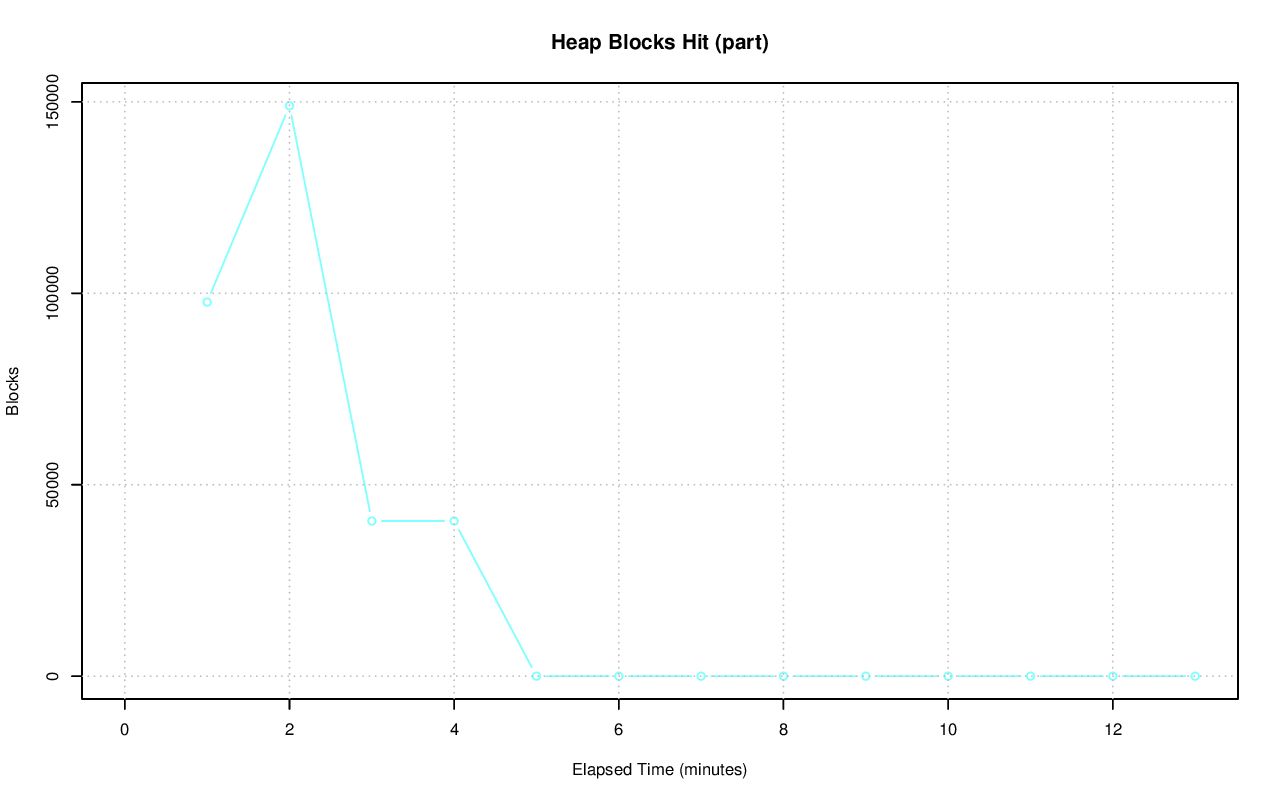 Heap Blocks Hit (part)
Blocks
150000
100000
50000
0
0 2 4 6 8 10 12
Elapsed Time (minutes)